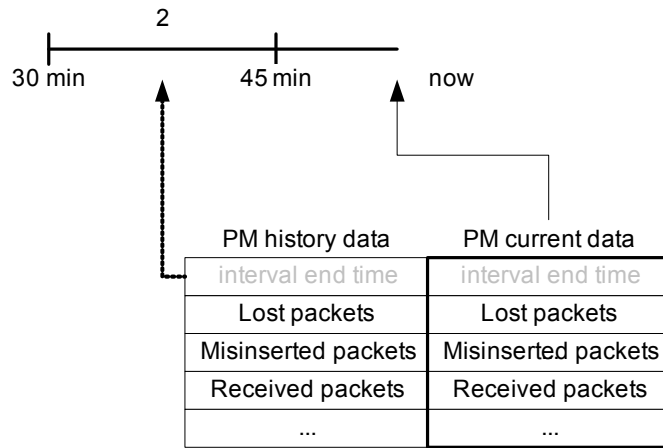 2
30 min 45 min now
PM history data PM current data
interval end time interval end time
Lost packets Lost packets
Misinserted packets Misinserted packets
Received packets Received packets
... ...